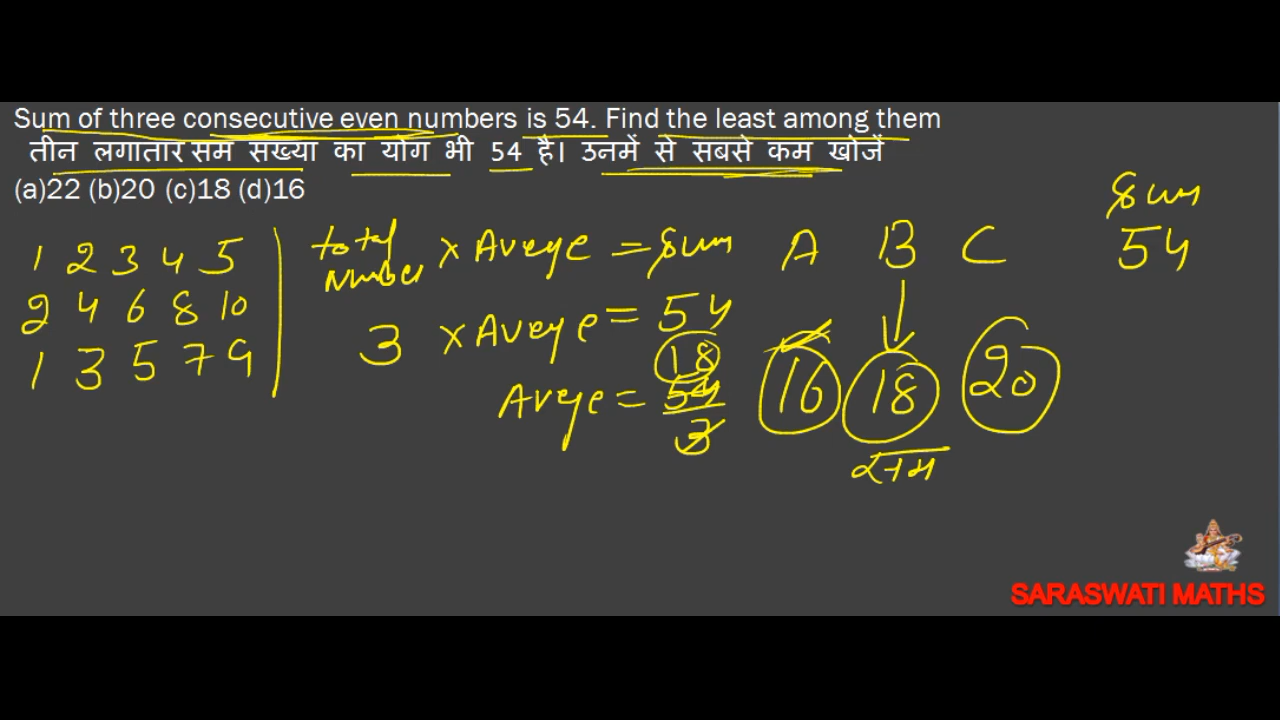 Sum of three consecutive even numbers is 54. Find the least among them
तीन लगातार सम संख्या का योग भी 54 है। उनमें से सबसे कम खोजें
(a)22 (b)20 (c)18 (d)16
Sum
1 2 3 4 5
total Number × Aveye = Sum
A B C
54
2 4 6 8 10
3 × Aveye = 54
1 3 5 7 9
18
Aveye = 54/3
16 18 20
सम
SARASWATI MATHS